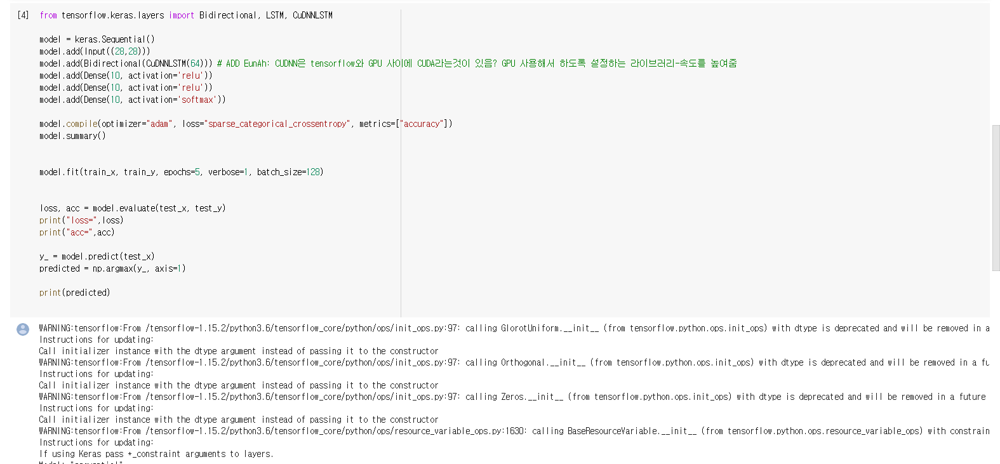 [4] from tensorflow.keras.layers import Bidirectional, LSTM, CuDNNLSTM
model = keras.Sequential()
model.add(Input((28,28)))
model.add(Bidirectional(CuDNNLSTM(64))) # ADD EunAh: CUDNN은 tensorflow와 GPU 사이에 CUDA라는것이 있음? GPU 사용해서 하도록 설정하는 라이브러리-속도를 높여줌
model.add(Dense(10, activation='relu'))
model.add(Dense(10, activation='relu'))
model.add(Dense(10, activation='softmax'))
model.compile(optimizer="adam", loss="sparse_categorical_crossentropy", metrics=["accuracy"])
model.summary()
model.fit(train_x, train_y, epochs=5, verbose=1, batch_size=128)
loss, acc = model.evaluate(test_x, test_y)
print("loss=",loss)
print("acc=",acc)
y_ = model.predict(test_x)
predicted = np.argmax(y_, axis=1)
print(predicted)
WARNING:tensorflow:From /tensorflow-1.15.2/python3.6/tensorflow_core/python/ops/init_ops.py:97: calling GlorotUniform.__init__ (from tensorflow.python.ops.init_ops) with dtype is deprecated and will be removed in a
Instructions for updating:
Call initializer instance with the dtype argument instead of passing it to the constructor
WARNING:tensorflow:From /tensorflow-1.15.2/python3.6/tensorflow_core/python/ops/init_ops.py:97: calling Orthogonal.__init__ (from tensorflow.python.ops.init_ops) with dtype is deprecated and will be removed in a fu
Instructions for updating:
Call initializer instance with the dtype argument instead of passing it to the constructor
WARNING:tensorflow:From /tensorflow-1.15.2/python3.6/tensorflow_core/python/ops/init_ops.py:97: calling Zeros.__init__ (from tensorflow.python.ops.init_ops) with dtype is deprecated and will be removed in a future
Instructions for updating:
Call initializer instance with the dtype argument instead of passing it to the constructor
WARNING:tensorflow:From /tensorflow-1.15.2/python3.6/tensorflow_core/python/ops/resource_variable_ops.py:1630: calling BaseResourceVariable.__init__ (from tensorflow.python.ops.resource_variable_ops) with constrain
Instructions for updating:
If using Keras pass *_constraint arguments to layers.